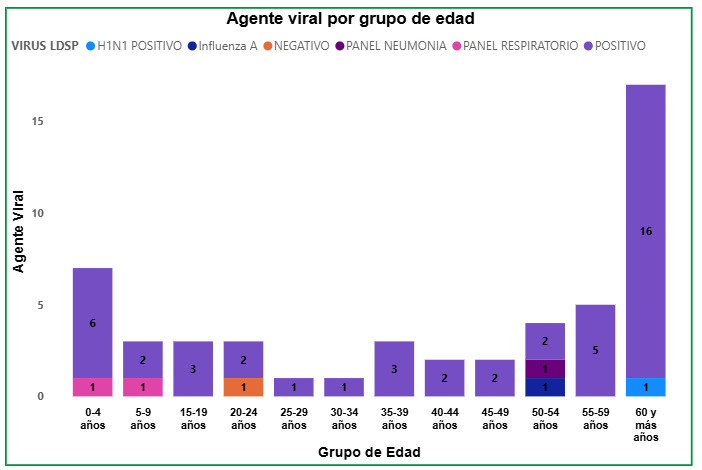 Agente viral por grupo de edad
VIRUS LDSP H1N1 POSITIVO Influenza A NEGATIVO PANEL NEUMONIA PANEL RESPIRATORIO POSITIVO
15
10
5
0
Agente Viral
6
1
2
1
3
2
1
1
1
3
2
2
2
1
1
5
16
1
0-4 años
5-9 años
15-19 años
20-24 años
25-29 años
30-34 años
35-39 años
40-44 años
45-49 años
50-54 años
55-59 años
60 y más años
Grupo de Edad